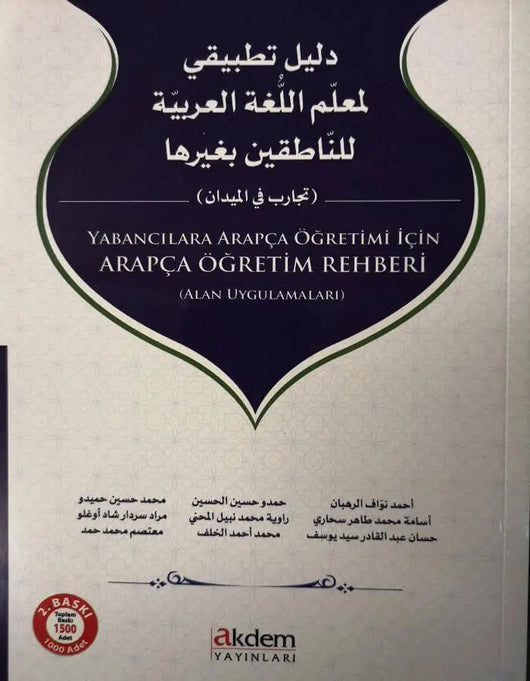 دليل تطبيقي
لمعلّم اللُّغة العربيّة
للنّاطقين بغيرها
(تجارب في الميدان)
YABANCILARA ARAPÇA ÖĞRETİMİ İÇİN
ARAPÇA ÖĞRETİM REHBERİ
(ALAN UYGULAMALARI)
أحمد نوّاف الرهبان
أسامة محمد طاهر سحاري
حسان عبد القادر سيد يوسف
حمدو حسين الحسين
راوية محمد نبيل المحني
محمد أحمد الخلف
محمد حسين حميدو
مراد سردار شاد أوغلو
معتصم محمد حمد
2. BASKI
Toplam
Baskı
1500
Adet
1000 Adet
akdem
YAYINLARI